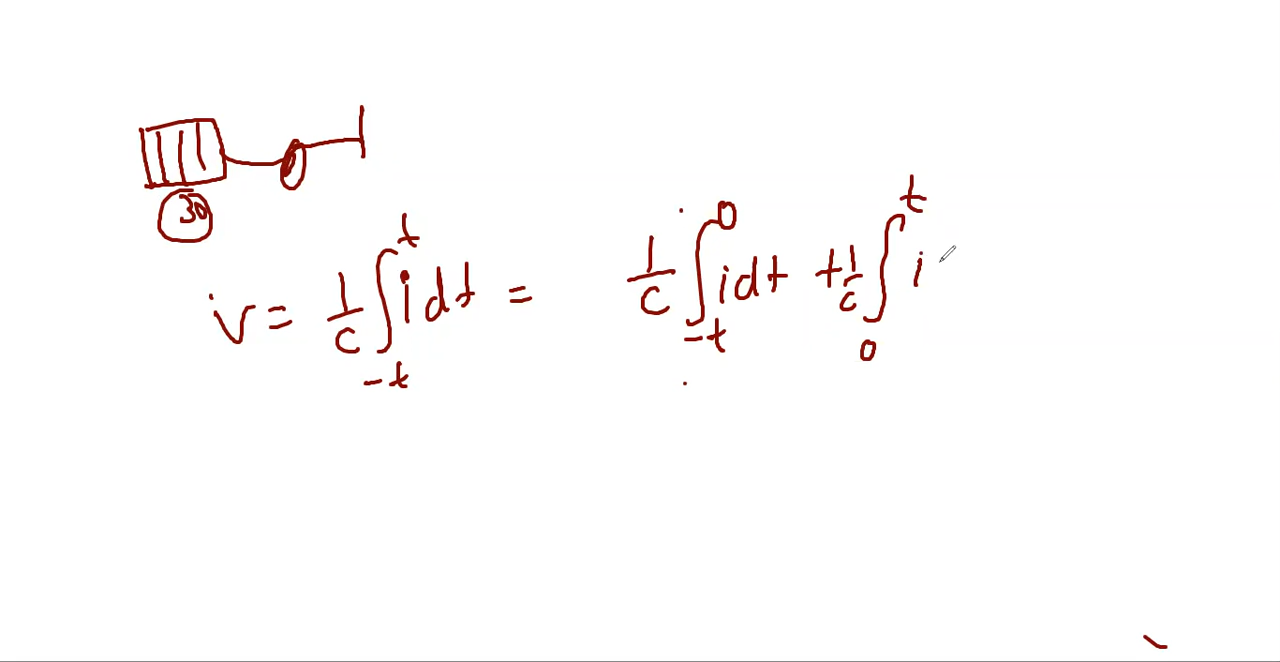 30
v = 1/c ∫_{-t}^{t} i dt = 1/c ∫_{-t}^{0} i dt + 1/c ∫_{0}^{t} i